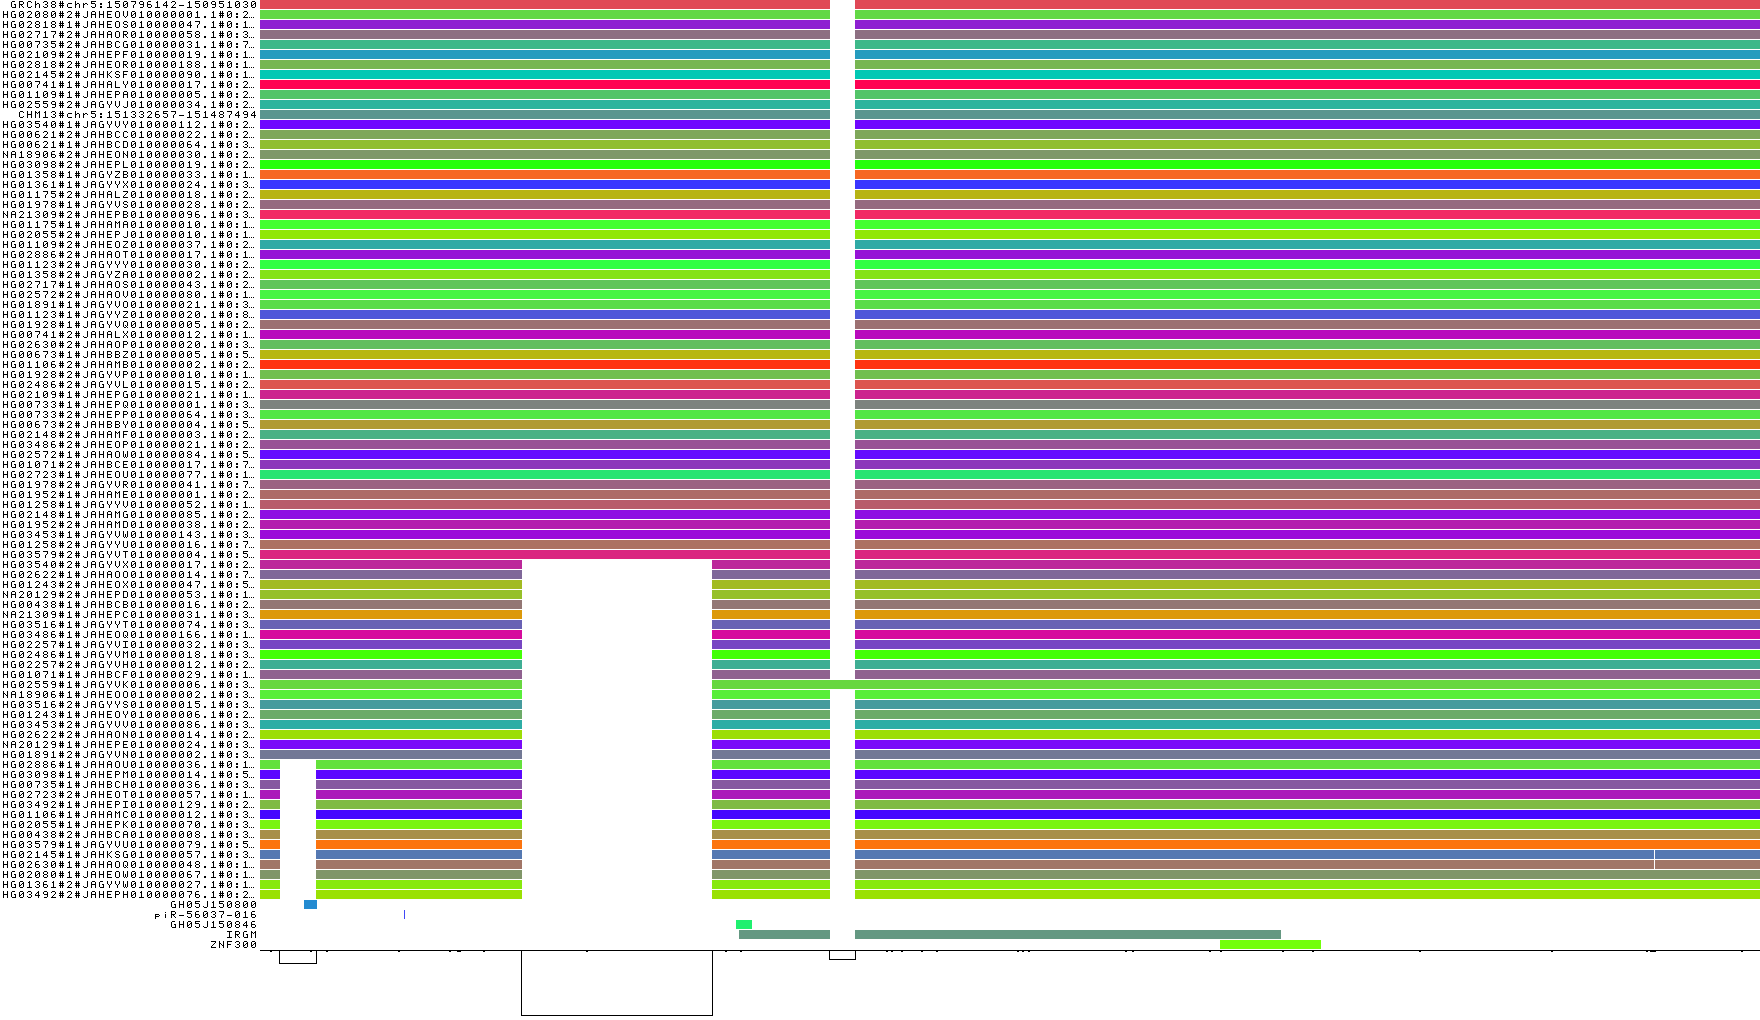 GRCh38#chr5:150796142-150951030
HG02080#2#JAHEOV010000001.1#0:2…
HG02818#1#JAHEOS010000047.1#0:1…
HG02717#2#JAHAOR010000058.1#0:3…
HG00735#2#JAHBCG010000031.1#0:7…
HG02109#2#JAHEPF010000019.1#0:1…
HG02818#2#JAHEOR010000188.1#0:1…
HG02145#2#JAHKSF010000090.1#0:1…
HG00741#1#JAHALY010000017.1#0:2…
HG01109#1#JAHEPA010000005.1#0:2…
HG02559#2#JAGYVJ010000034.1#0:2…
CHM13#chr5:151332657-151487494
HG03540#1#JAGYVY010000112.1#0:2…
HG00621#2#JAHBCC010000022.1#0:2…
HG00621#1#JAHBCD010000064.1#0:3…
NA18906#2#JAHEON010000030.1#0:2…
HG03098#2#JAHEPL010000019.1#0:2…
HG01358#1#JAGYZB010000033.1#0:1…
HG01361#1#JAGYYX010000024.1#0:3…
HG01175#2#JAHALZ010000018.1#0:2…
HG01978#1#JAGYVS010000028.1#0:2…
NA21309#2#JAHEPB010000096.1#0:3…
HG01175#1#JAHAMA010000010.1#0:1…
HG02055#2#JAHEPJ010000010.1#0:1…
HG01109#2#JAHEOZ010000037.1#0:2…
HG02886#2#JAHAOT010000017.1#0:1…
HG01123#1#JAGYYY010000030.1#0:2…
HG01358#2#JAGYZA010000002.1#0:2…
HG02717#1#JAHAOS010000043.1#0:2…
HG02572#2#JAHAOV010000080.1#0:1…
HG01891#1#JAGYVO010000021.1#0:3…
HG01123#2#JAGYYZ010000020.1#0:8…
HG01928#1#JAGYVQ010000005.1#0:2…
HG00741#2#JAHALX010000012.1#0:1…
HG02630#2#JAHAOP010000020.1#0:3…
HG00673#1#JAHBBZ010000005.1#0:5…
HG01106#2#JAHAMB010000002.1#0:2…
HG01928#2#JAGYVP010000010.1#0:1…
HG02486#2#JAGYVL010000015.1#0:2…
HG02109#1#JAHEPG010000021.1#0:1…
HG00733#1#JAHEPQ010000001.1#0:3…
HG00733#2#JAHEPP010000064.1#0:3…
HG00673#2#JAHBBY010000004.1#0:5…
HG02148#2#JAHAMF010000003.1#0:2…
HG03486#2#JAHEOP010000021.1#0:2…
HG02572#1#JAHAOW010000084.1#0:5…
HG01071#2#JAHBCE010000017.1#0:7…
HG02723#1#JAHEOU010000077.1#0:1…
HG01978#2#JAGYVR010000041.1#0:7…
HG01952#1#JAHAME010000001.1#0:2…
HG01258#1#JAGYYV010000052.1#0:1…
HG02148#1#JAHAMG010000085.1#0:2…
HG01952#2#JAHAMD010000038.1#0:2…
HG03453#1#JAGYVW010000143.1#0:3…
HG01258#2#JAGYYW010000016.1#0:7…
HG03579#2#JAGYVT010000004.1#0:5…
HG03540#2#JAGYVX010000017.1#0:2…
HG02622#1#JAHAOO010000014.1#0:7…
HG01243#2#JAHEOX010000047.1#0:5…
NA20129#2#JAHEPD010000053.1#0:1…
HG00438#1#JAHBCB010000016.1#0:2…
NA21309#1#JAHEPC010000031.1#0:3…
HG03516#1#JAGYYT010000074.1#0:3…
HG03486#1#JAHEOQ010000166.1#0:1…
HG02257#1#JAGYVI010000032.1#0:3…
HG02486#1#JAGYVM010000018.1#0:3…
HG02257#2#JAGYVH010000012.1#0:2…
HG01071#1#JAHBCF010000029.1#0:1…
HG02559#1#JAGYVK010000006.1#0:3…
NA18906#1#JAHEOO010000002.1#0:3…
HG03516#2#JAGYYS010000015.1#0:3…
HG01243#1#JAHEOY010000006.1#0:2…
HG03453#2#JAGYVV010000086.1#0:3…
HG02622#2#JAHAON010000014.1#0:2…
NA20129#1#JAHEPE010000024.1#0:3…
HG01891#2#JAGYVN010000002.1#0:3…
HG02886#1#JAHAOU010000036.1#0:1…
HG03098#1#JAHEPM010000014.1#0:5…
HG00735#1#JAHBCH010000036.1#0:3…
HG02723#2#JAHEOT010000057.1#0:1…
HG03492#1#JAHEPI010000129.1#0:2…
HG01106#1#JAHAMC010000012.1#0:3…
HG02055#1#JAHEPK010000070.1#0:3…
HG00438#2#JAHBCA010000008.1#0:3…
HG03579#1#JAGYVU010000079.1#0:5…
HG02145#1#JAHKSG010000057.1#0:3…
HG02630#1#JAHAOQ010000048.1#0:1…
HG02080#1#JAHEOW010000067.1#0:1…
HG01361#2#JAGYYW010000027.1#0:1…
HG03492#2#JAHEPH010000076.1#0:2…
GH05J150800
piR-56037-016
GH05J150846
IRGM
ZNF300